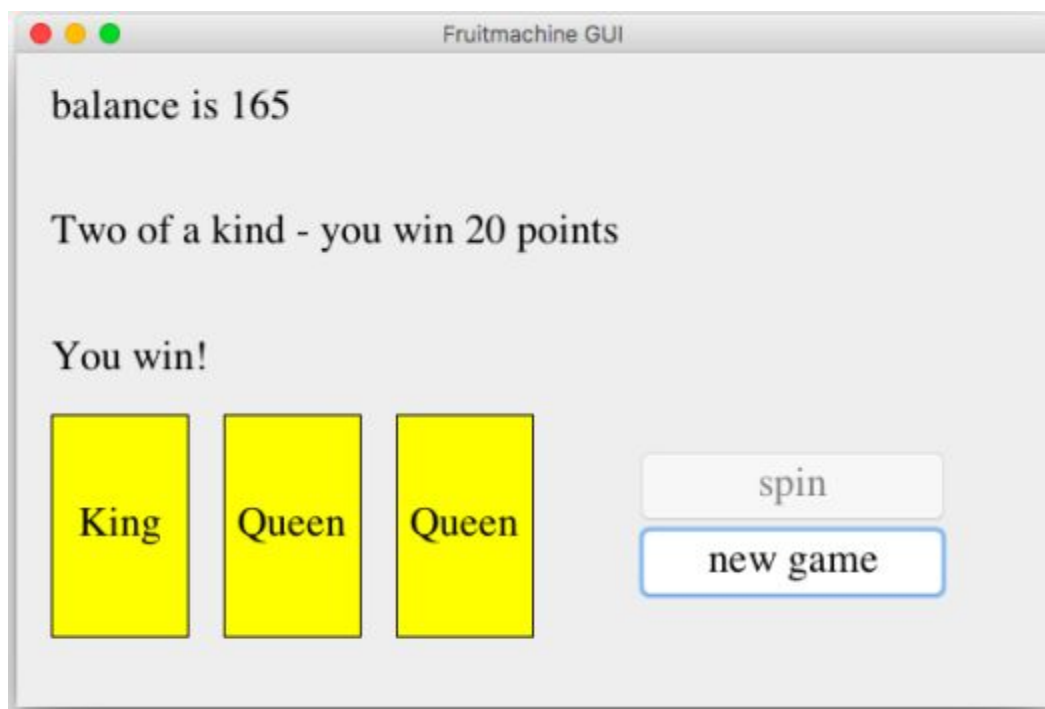 Fruitmachine GUI
balance is 165
Two of a kind - you win 20 points
You win!
King Queen Queen
spin
new game